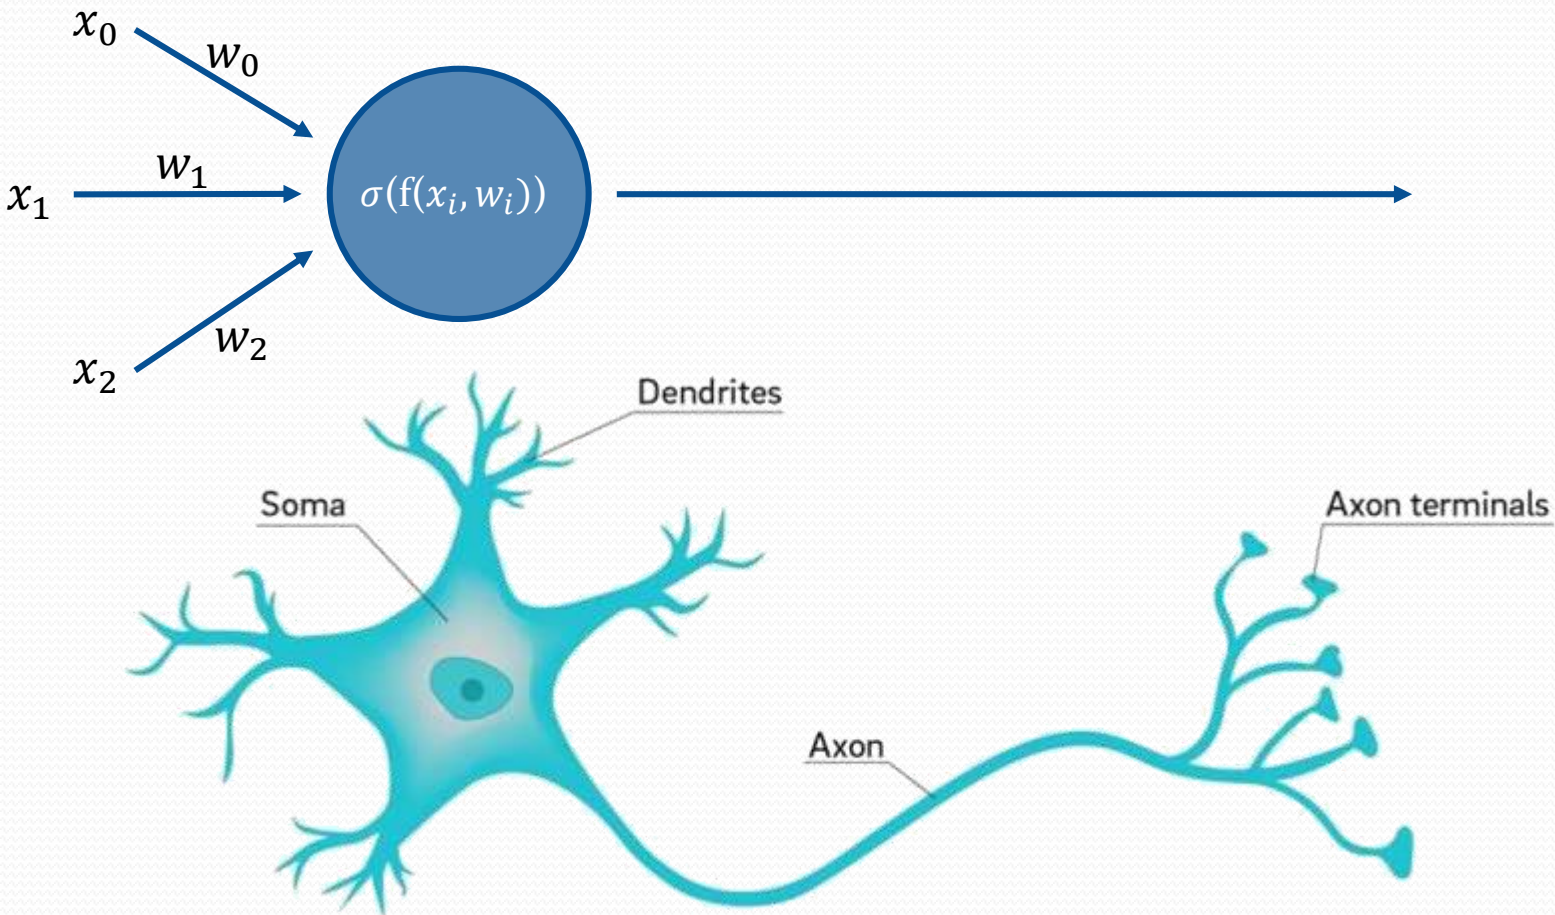 x₀
w₀
w₁
x₁
σ(f(xᵢ, wᵢ))
w₂
x₂
Dendrites
Soma
Axon terminals
Axon